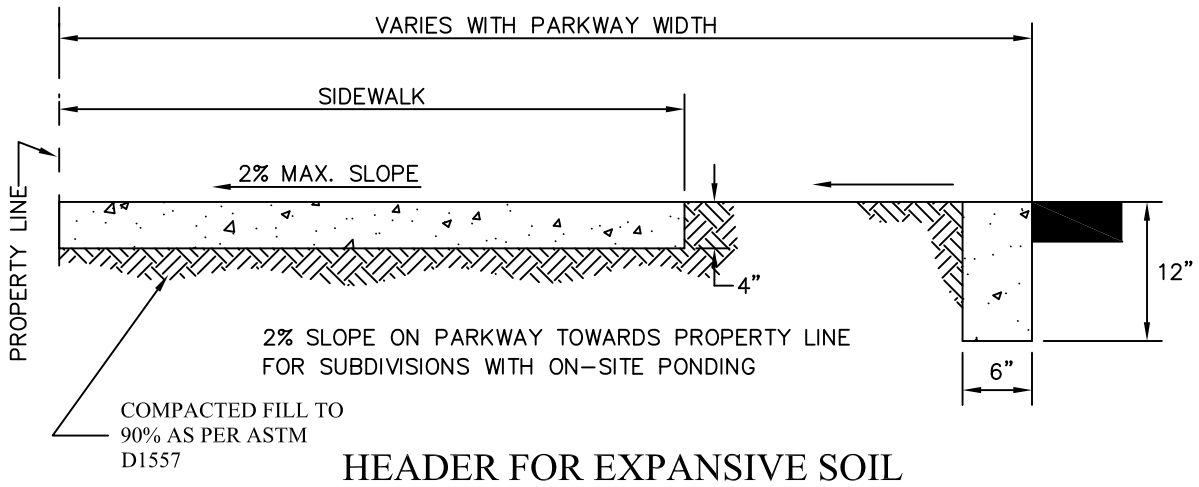 VARIES WITH PARKWAY WIDTH
SIDEWALK
2% MAX. SLOPE
PROPERTY LINE
4”
12”
2% SLOPE ON PARKWAY TOWARDS PROPERTY LINE
FOR SUBDIVISIONS WITH ON-SITE PONDING
6”
COMPACTED FILL TO
90% AS PER ASTM
D1557
HEADER FOR EXPANSIVE SOIL